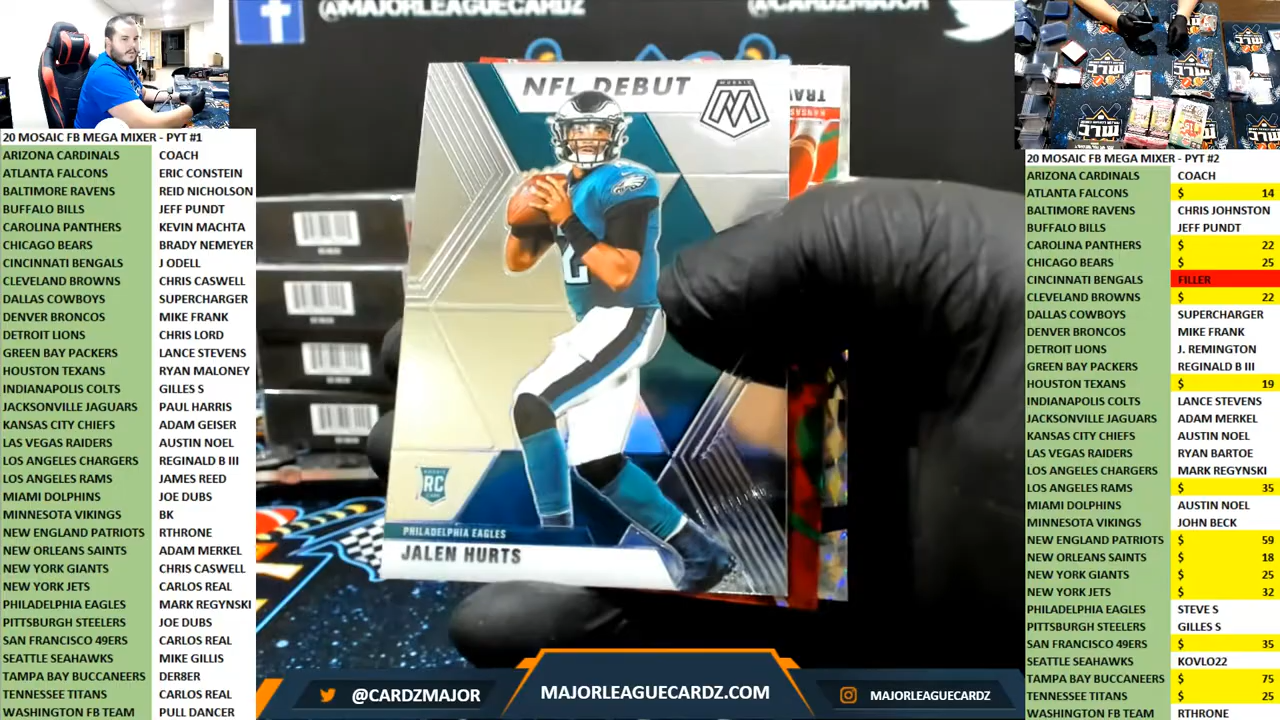 @MAJORLEAGUECARDZ
@CARDZMAJOR
20 MOSAIC FB MEGA MIXER - PYT #1
ARIZONA CARDINALS COACH
ATLANTA FALCONS ERIC CONSTEIN
BALTIMORE RAVENS REID NICHOLSON
BUFFALO BILLS JEFF PUNDT
CAROLINA PANTHERS KEVIN MACHTA
CHICAGO BEARS BRADY NEMEYER
CINCINNATI BENGALS J ODELL
CLEVELAND BROWNS CHRIS CASWELL
DALLAS COWBOYS SUPERCHARGER
DENVER BRONCOS MIKE FRANK
DETROIT LIONS CHRIS LORD
GREEN BAY PACKERS LANCE STEVENS
HOUSTON TEXANS RYAN MALONEY
INDIANAPOLIS COLTS GILLES S
JACKSONVILLE JAGUARS PAUL HARRIS
KANSAS CITY CHIEFS ADAM GEISER
LAS VEGAS RAIDERS AUSTIN NOEL
LOS ANGELES CHARGERS REGINALD B III
LOS ANGELES RAMS JAMES REED
MIAMI DOLPHINS JOE DUBS
MINNESOTA VIKINGS BK
NEW ENGLAND PATRIOTS RTHRONE
NEW ORLEANS SAINTS ADAM MERKEL
NEW YORK GIANTS CHRIS CASWELL
NEW YORK JETS CARLOS REAL
PHILADELPHIA EAGLES MARK REGYNSKI
PITTSBURGH STEELERS JOE DUBS
SAN FRANCISCO 49ERS CARLOS REAL
SEATTLE SEAHAWKS MIKE GILLIS
TAMPA BAY BUCCANEERS DER8ER
TENNESSEE TITANS CARLOS REAL
WASHINGTON FB TEAM PULL DANCER
NFL DEBUT
MOSAIC
TRAV
KANSAS
2
ROOKIE
RC
CARD
PHILADELPHIA EAGLES
JALEN HURTS
20 MOSAIC FB MEGA MIXER - PYT #2
ARIZONA CARDINALS COACH
ATLANTA FALCONS $ 14
BALTIMORE RAVENS CHRIS JOHNSTON
BUFFALO BILLS JEFF PUNDT
CAROLINA PANTHERS $ 22
CHICAGO BEARS $ 25
CINCINNATI BENGALS FILLER
CLEVELAND BROWNS $ 22
DALLAS COWBOYS SUPERCHARGER
DENVER BRONCOS MIKE FRANK
DETROIT LIONS J. REMINGTON
GREEN BAY PACKERS REGINALD B III
HOUSTON TEXANS $ 19
INDIANAPOLIS COLTS LANCE STEVENS
JACKSONVILLE JAGUARS ADAM MERKEL
KANSAS CITY CHIEFS AUSTIN NOEL
LAS VEGAS RAIDERS RYAN BARTOE
LOS ANGELES CHARGERS MARK REGYNSKI
LOS ANGELES RAMS $ 35
MIAMI DOLPHINS AUSTIN NOEL
MINNESOTA VIKINGS JOHN BECK
NEW ENGLAND PATRIOTS $ 59
NEW ORLEANS SAINTS $ 18
NEW YORK GIANTS $ 25
NEW YORK JETS $ 32
PHILADELPHIA EAGLES STEVE S
PITTSBURGH STEELERS GILLES S
SAN FRANCISCO 49ERS $ 35
SEATTLE SEAHAWKS KOVLO22
TAMPA BAY BUCCANEERS $ 75
TENNESSEE TITANS $ 25
WASHINGTON FB TEAM RTHRONE
@CARDZMAJOR
MAJORLEAGUECARDZ.COM
MAJORLEAGUECARDZ